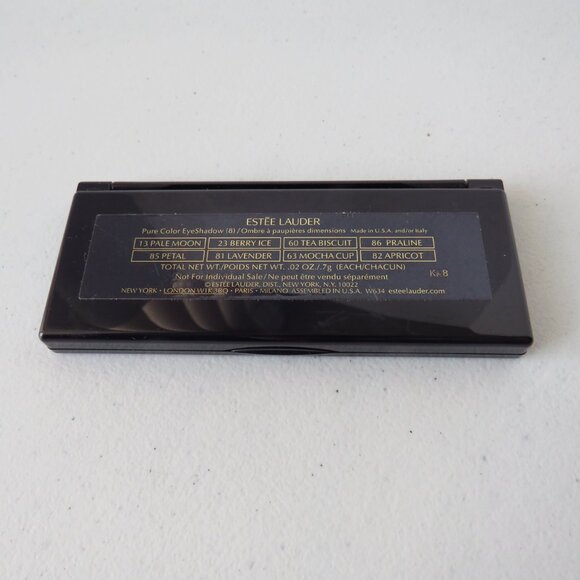 ESTĒE LAUDER
Pure Color EyeShadow (8) / Ombre à paupières dimensions Made in U.S.A. and/or Italy
13 PALE MOON 23 BERRY ICE 60 TEA BISCUIT 86 PRALINE
85 PETAL 81 LAVENDER 63 MOCHA CUP 82 APRICOT
TOTAL NET WT./POIDS NET WT. .02 OZ./.7g (EACH/CHACUN)
Not For Individual Sale/Ne peut être vendu séparément
©ESTĒE LAUDER, DIST., NEW YORK, N.Y. 10022
NEW YORK • LONDON W1K 3BQ • PARIS • MILANO ASSEMBLED IN U.S.A. W634 esteelauder.com